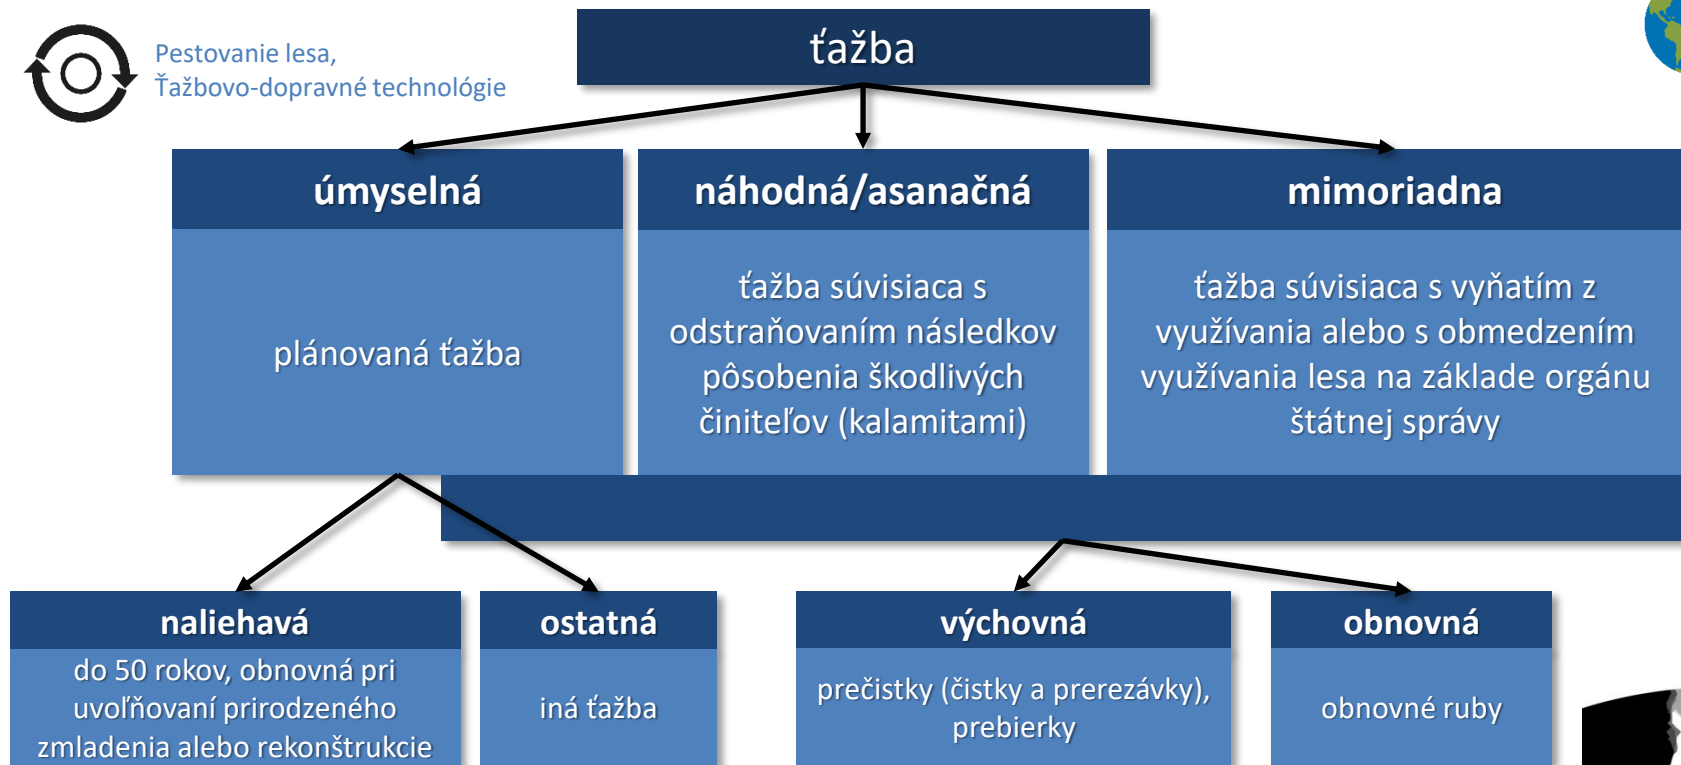 Pestovanie lesa,
Ťažbovo-dopravné technológie
ťažba
úmyselná
plánovaná ťažba
náhodná/asanačná
ťažba súvisiaca s
odstraňovaním následkov
pôsobenia škodlivých
činiteľov (kalamitami)
mimoriadna
ťažba súvisiaca s vyňatím z
využívania alebo s obmedzením
využívania lesa na základe orgánu
štátnej správy
naliehavá
do 50 rokov, obnovná pri
uvoľňovaní prirodzeného
zmladenia alebo rekonštrukcie
ostatná
iná ťažba
výchovná
prečistky (čistky a prerezávky),
prebierky
obnovná
obnovné ruby